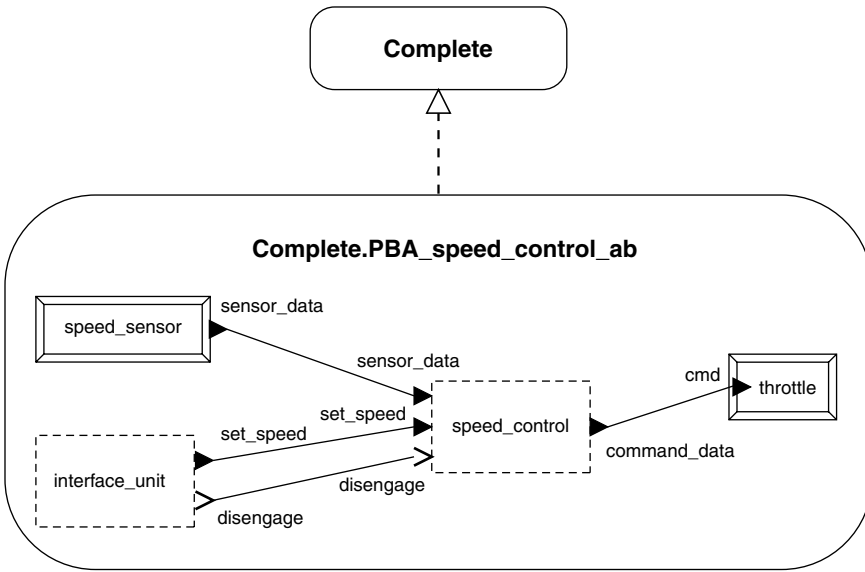 Complete
Complete.PBA_speed_control_ab
sensor_data
speed_sensor
sensor_data
cmd
throttle
set_speed
set_speed
speed_control
command_data
interface_unit
disengage
disengage